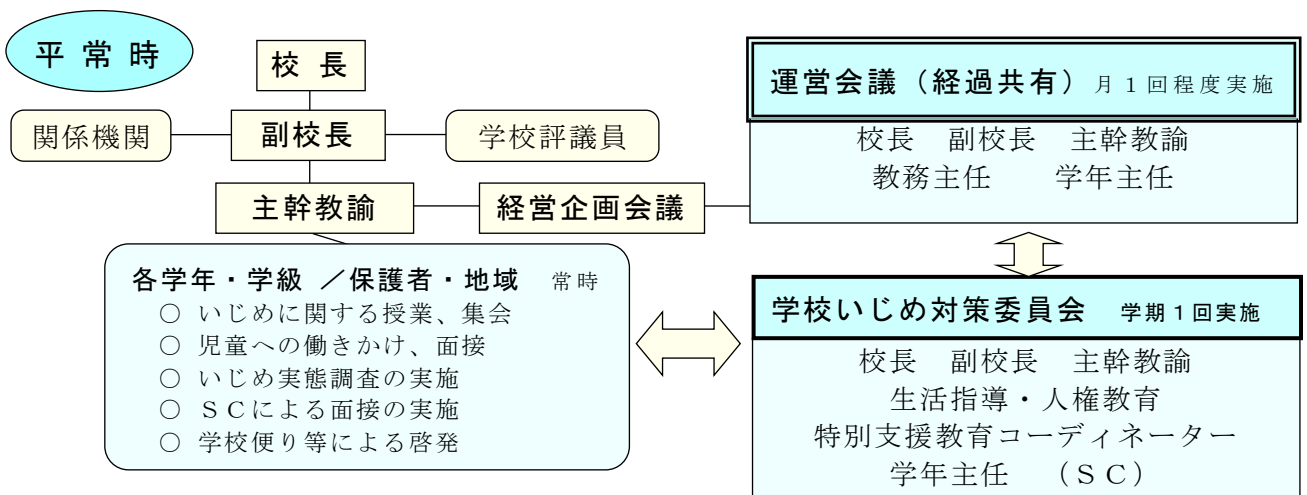 平 常 時
校 長
関係機関
副校長
学校評議員
主幹教諭
経営企画会議
運営会議（経過共有） 月１回程度実施
校長　副校長　主幹教諭
教務主任　　学年主任
各学年・学級 ／保護者・地域　常時
○ いじめに関する授業、集会
○ 児童への働きかけ、面接
○ いじめ実態調査の実施
○ ＳＣによる面接の実施
○ 学校便り等による啓発
学校いじめ対策委員会　学期１回実施
校長　副校長　主幹教諭
生活指導・人権教育
特別支援教育コーディネーター
学年主任　（ＳＣ）